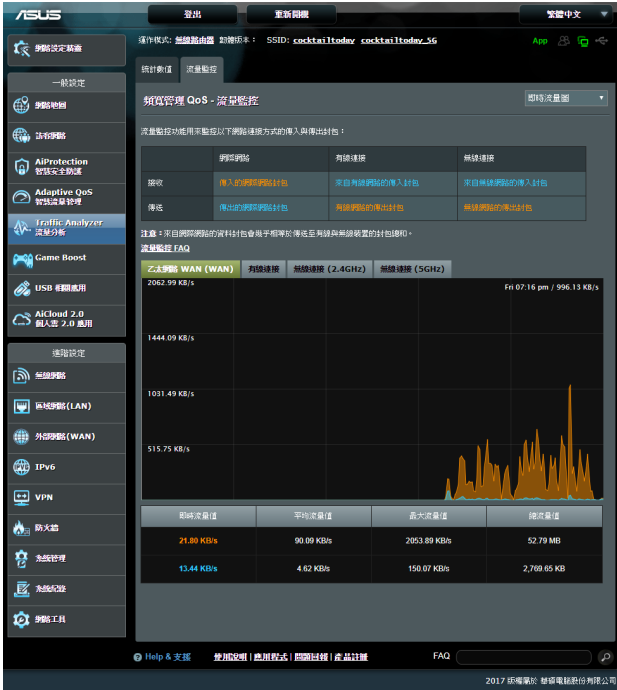 ASUS
登出
重新開機
繁體中文
運作模式: 無線路由器 韌體版本: SSID: cocktailtoday cocktailtoday_5G
App
網路設定精靈
一般設定
網路地圖
訪客網路
AiProtection
智慧安全防護
Adaptive QoS
智慧流量管理
Traffic Analyzer
流量分析
Game Boost
USB 相關應用
AiCloud 2.0
個人雲 2.0 應用
進階設定
無線網路
區域網路(LAN)
外部網路(WAN)
IPv6
VPN
防火牆
系統管理
系統紀錄
網路工具
統計數值 流量監控
頻寬管理 QoS - 流量監控
即時流量圖
流量監控功能用來監控以下網路連接方式的傳入與傳出封包：
網際網路 有線連接 無線連接
接收 傳入的網際網路封包 來自有線網路的傳入封包 來自無線網路的傳入封包
傳送 傳出的網際網路封包 有線網路的傳出封包 無線網路的傳出封包
注意：來自網際網路的資料封包會幾乎相等於傳送至有線與無線裝置的封包總和。
流量監控 FAQ
乙太網路 WAN (WAN) 有線連接 無線連接 (2.4GHz) 無線連接 (5GHz)
2062.99 KB/s
Fri 07:16 pm / 996.13 KB/s
1444.09 KB/s
1031.49 KB/s
515.75 KB/s
即時流量值 平均流量值 最大流量值 總流量值
21.80 KB/s 90.09 KB/s 2053.89 KB/s 52.79 MB
13.44 KB/s 4.62 KB/s 150.07 KB/s 2,769.65 KB
Help & 支援 使用說明 | 應用程式 | 問題回報 | 產品註冊 FAQ
2017 版權屬於 華碩電腦股份有限公司